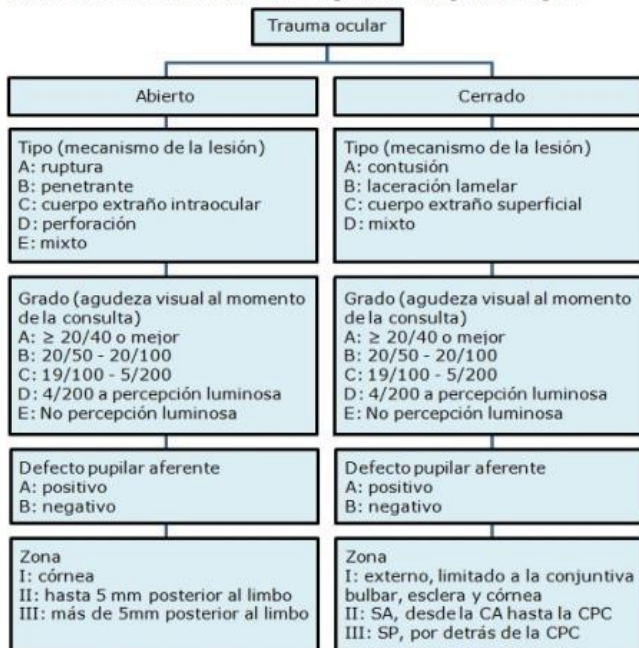 Trauma ocular
Abierto
Tipo (mecanismo de la lesión)
A: ruptura
B: penetrante
C: cuerpo extraño intraocular
D: perforación
E: mixto
Grado (agudeza visual al momento
de la consulta)
A: ≥ 20/40 o mejor
B: 20/50 - 20/100
C: 19/100 - 5/200
D: 4/200 a percepción luminosa
E: No percepción luminosa
Defecto pupilar aferente
A: positivo
B: negativo
Zona
I: córnea
II: hasta 5 mm posterior al limbo
III: más de 5mm posterior al limbo
Cerrado
Tipo (mecanismo de la lesión)
A: contusión
B: laceración lamelar
C: cuerpo extraño superficial
D: mixto
Grado (agudeza visual al momento
de la consulta)
A: ≥ 20/40 o mejor
B: 20/50 - 20/100
C: 19/100 - 5/200
D: 4/200 a percepción luminosa
E: No percepción luminosa
Defecto pupilar aferente
A: positivo
B: negativo
Zona
I: externo, limitado a la conjuntiva
bulbar, esclera y córnea
II: SA, desde la CA hasta la CPC
III: SP, por detrás de la CPC